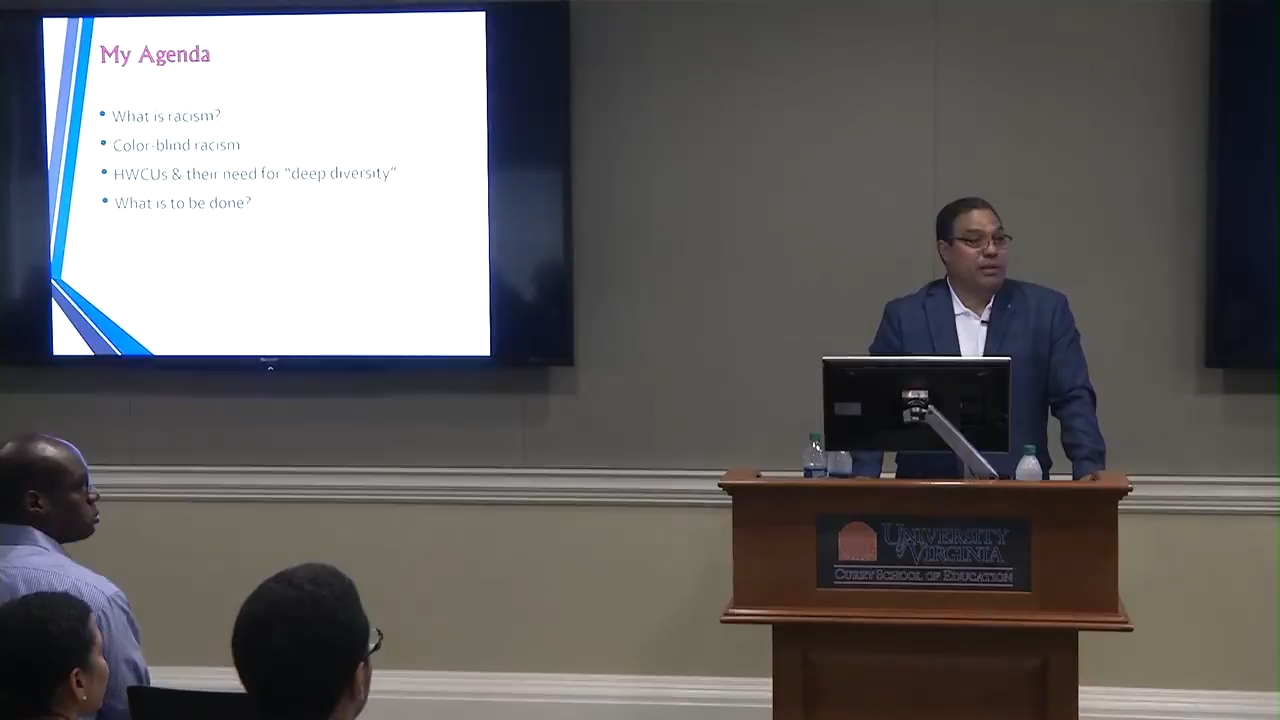 My Agenda
• What is racism?
• Color-blind racism
• HWCUs & their need for "deep diversity"
• What is to be done?
UNIVERSITY
of VIRGINIA
CURRY SCHOOL OF EDUCATION